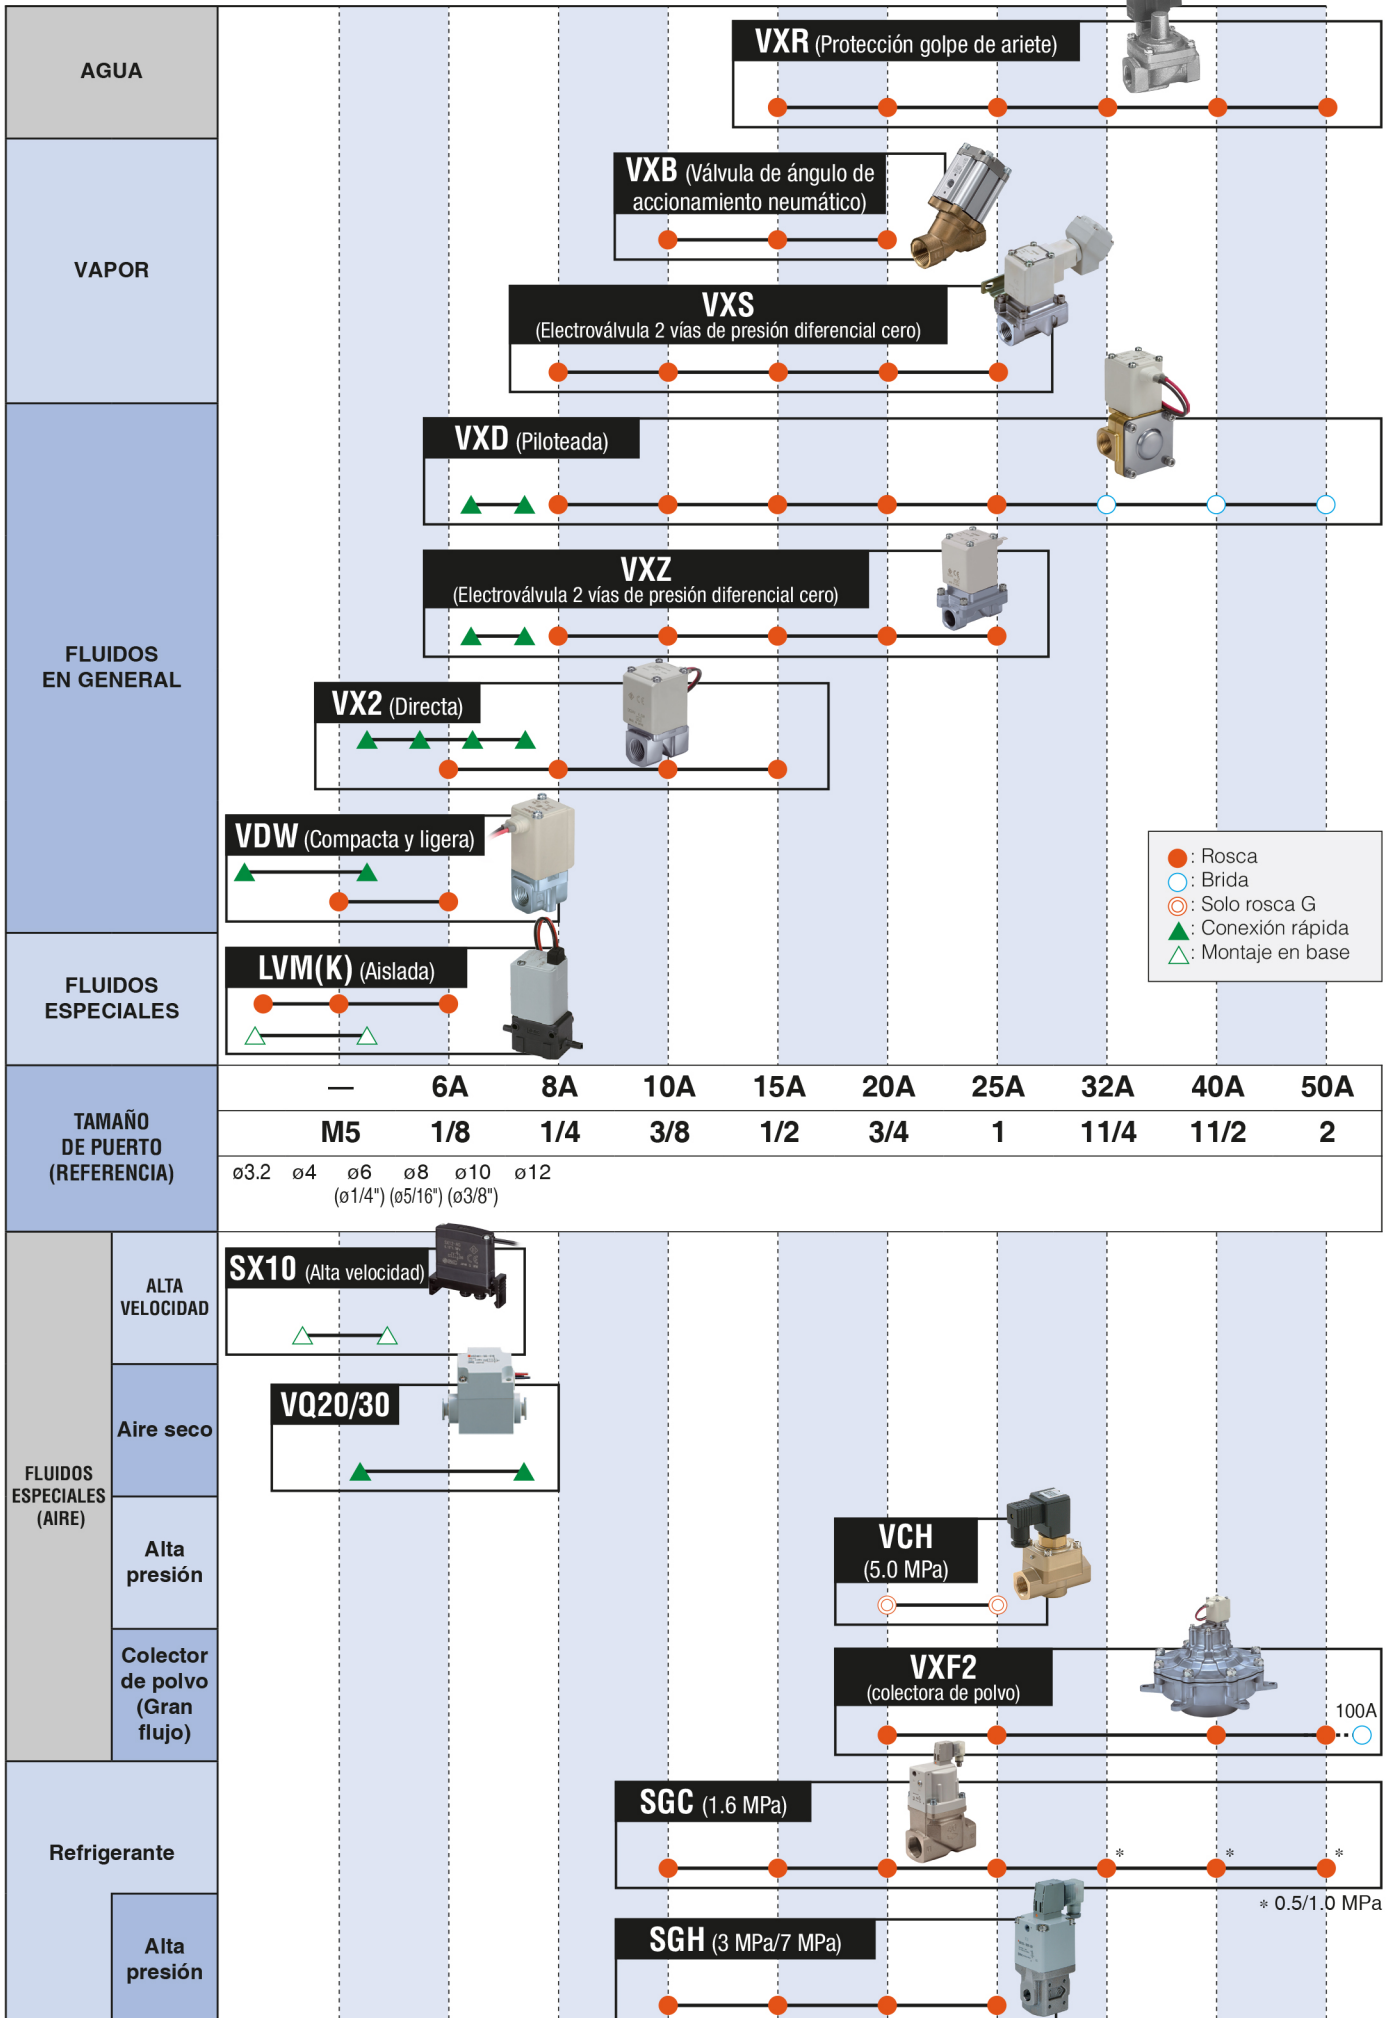 AGUA
VXR (Protección golpe de ariete)
VAPOR
VXB (Válvula de ángulo de
accionamiento neumático)
VXS
(Electroválvula 2 vías de presión diferencial cero)
FLUIDOS
EN GENERAL
VXD (Piloteada)
VXZ
(Electroválvula 2 vías de presión diferencial cero)
VX2 (Directa)
VDW (Compacta y ligera)
: Rosca
: Brida
: Solo rosca G
: Conexión rápida
: Montaje en base
FLUIDOS
ESPECIALES
LVM(K) (Aislada)
TAMAÑO
DE PUERTO
(REFERENCIA)
— 6A 8A 10A 15A 20A 25A 32A 40A 50A
M5 1/8 1/4 3/8 1/2 3/4 1 11/4 11/2 2
ø3.2 ø4 ø6 ø8 ø10 ø12
(ø1/4") (ø5/16") (ø3/8")
FLUIDOS
ESPECIALES
(AIRE)
ALTA
VELOCIDAD
SX10 (Alta velocidad)
Aire seco
VQ20/30
Alta
presión
VCH
(5.0 MPa)
Colector
de polvo
(Gran
flujo)
VXF2
(colectora de polvo)
100A
Refrigerante
SGC (1.6 MPa)
* * *
* 0.5/1.0 MPa
Alta
presión
SGH (3 MPa/7 MPa)